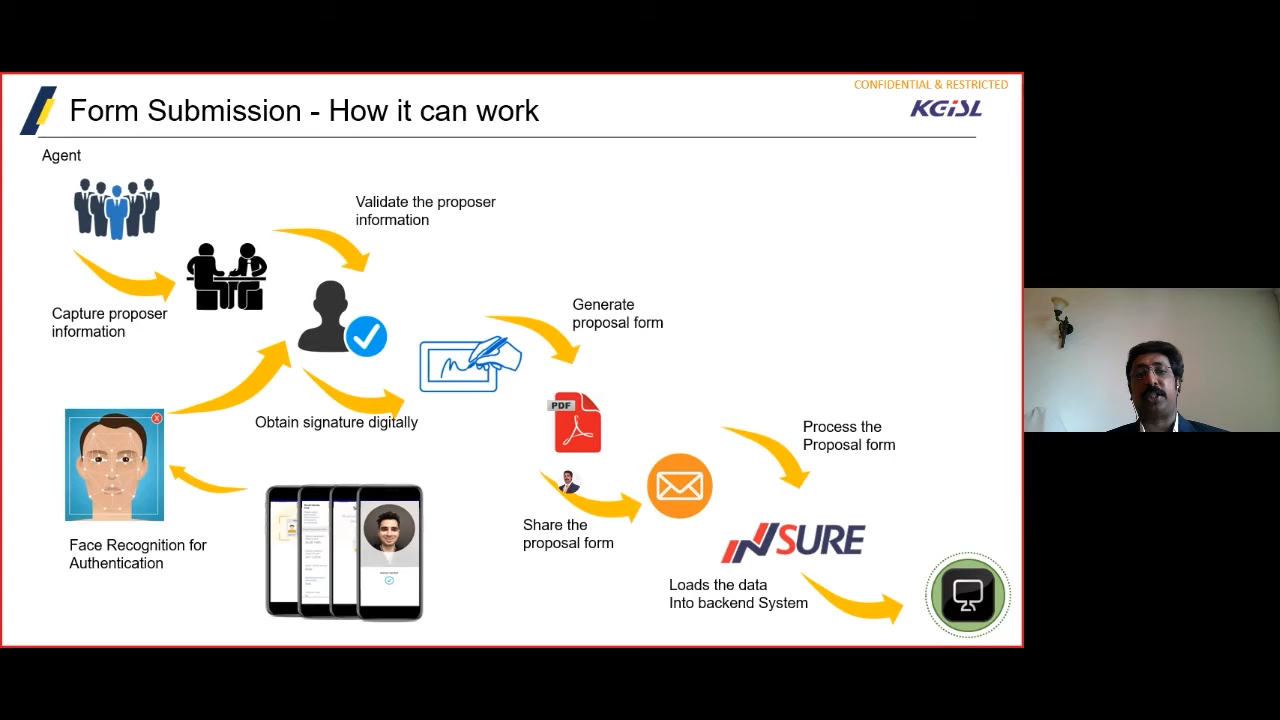 CONFIDENTIAL & RESTRICTED
Form Submission - How it can work
KGiSL
Agent
Validate the proposer
information
Capture proposer
information
Generate
proposal form
Obtain signature digitally
PDF
Process the
Proposal form
Share the
proposal form
Face Recognition for
Authentication
INSURE
Loads the data
Into backend System